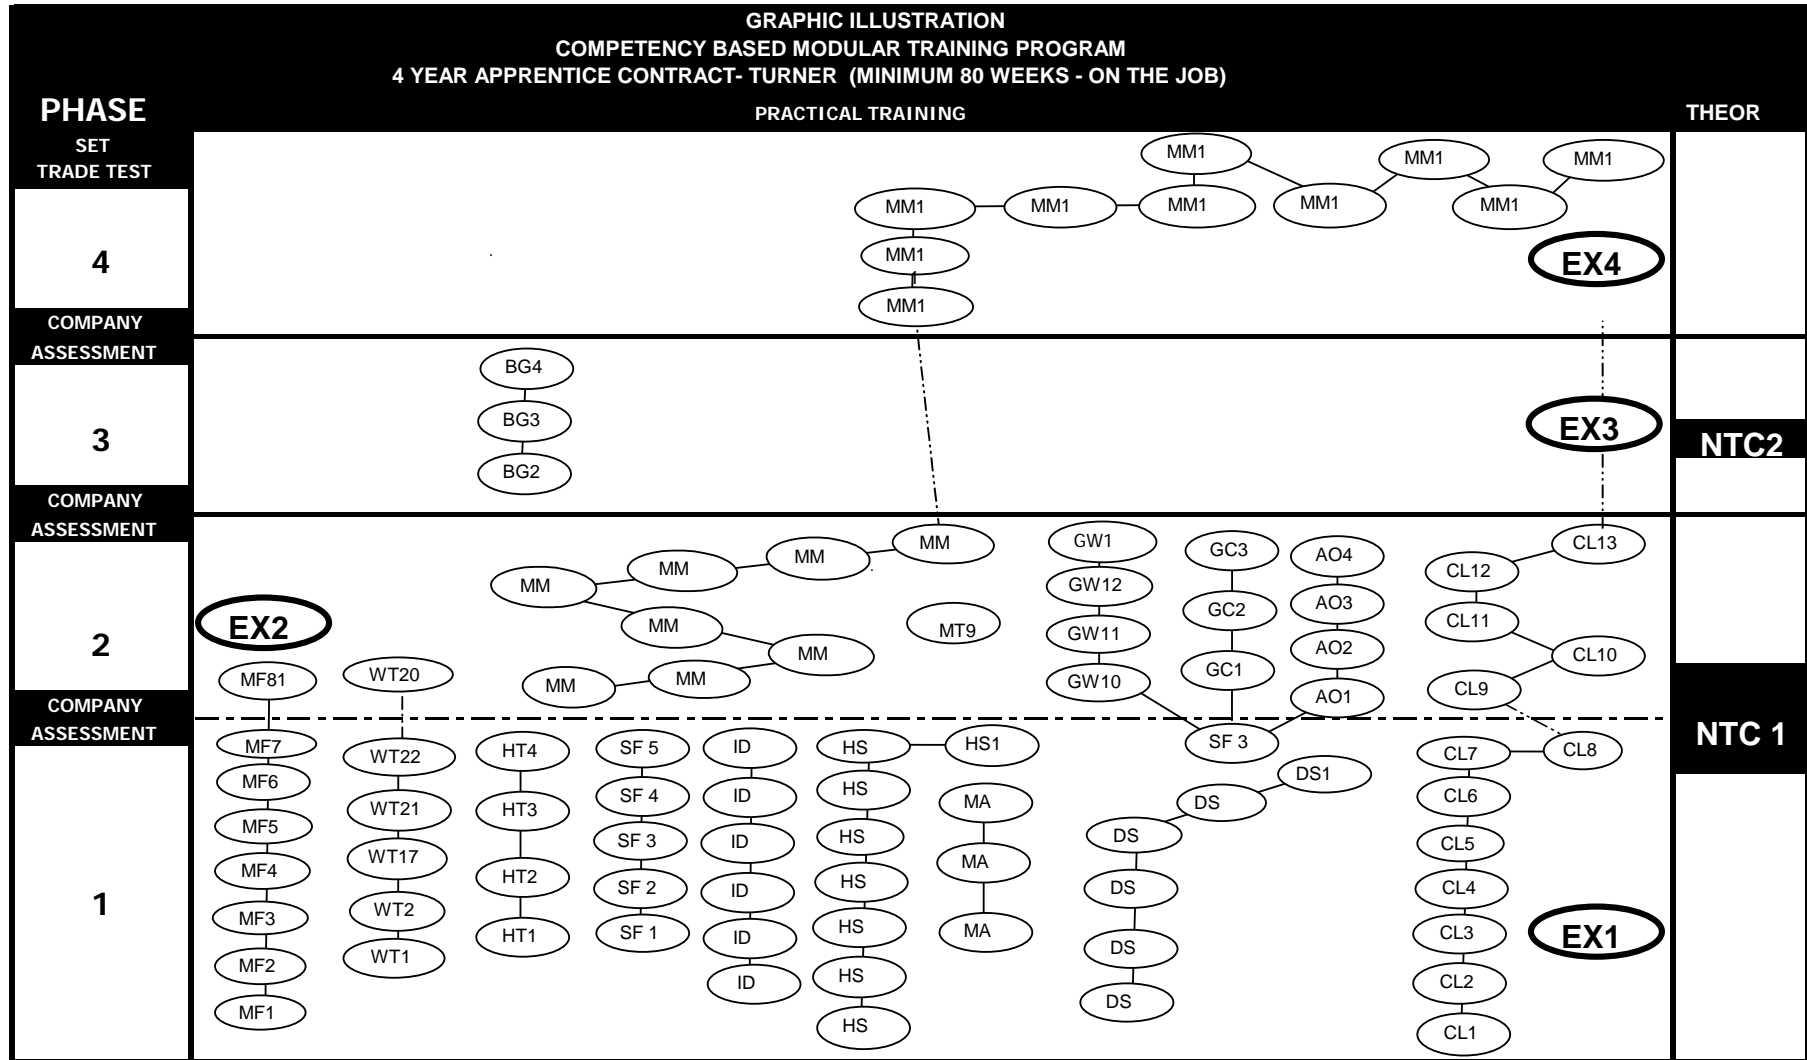 GRAPHIC ILLUSTRATION
COMPETENCY BASED MODULAR TRAINING PROGRAM
4 YEAR APPRENTICE CONTRACT- TURNER (MINIMUM 80 WEEKS - ON THE JOB)
PHASE PRACTICAL TRAINING THEOR
SET
TRADE TEST
MM1 MM1 MM1
MM1 MM1 MM1 MM1 MM1
MM1
MM1
4
EX4
COMPANY
ASSESSMENT
BG4
BG3
BG2
3
EX3
NTC2
COMPANY
ASSESSMENT
MM MM MM MM
MM MM
MM MM
MT9
GW1
GW12
GW11
GW10
GC3
GC2
GC1
AO4
AO3
AO2
AO1
CL13
CL12
CL11
CL10
CL9
EX2
2
MF81
WT20
COMPANY
ASSESSMENT
NTC 1
MF7
MF6
MF5
MF4
MF3
MF2
MF1
WT22
WT21
WT17
WT2
WT1
HT4
HT3
HT2
HT1
SF 5
SF 4
SF 3
SF 2
SF 1
ID
ID
ID
ID
ID
ID
HS
HS
HS
HS
HS
HS
HS
HS1
MA
MA
MA
SF 3
DS1
DS
DS
DS
DS
DS
CL8
CL7
CL6
CL5
CL4
CL3
CL2
CL1
1
EX1